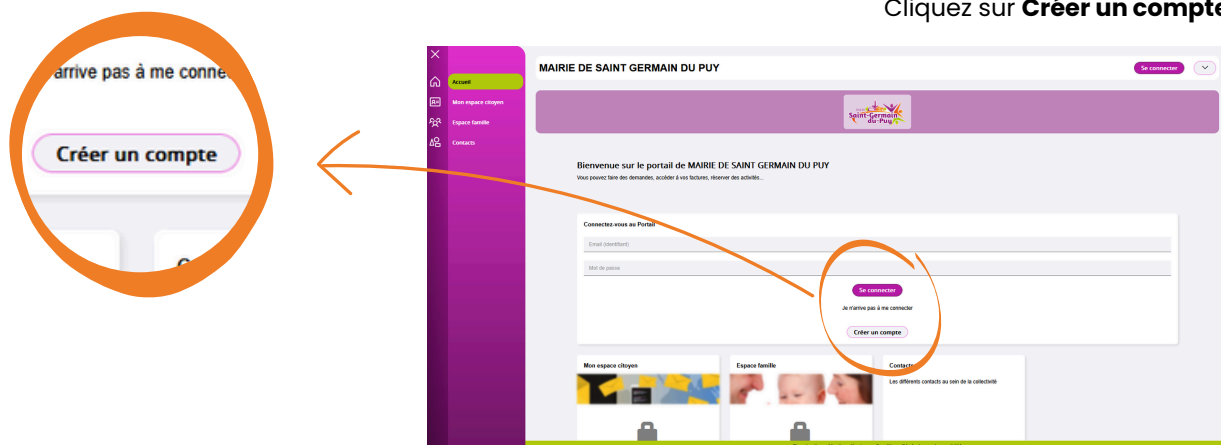 Cliquez sur Créer un compte
arrive pas à me conne
Créer un compte
MAIRIE DE SAINT GERMAIN DU PUY
Se connecter
Accueil
Mon espace citoyen
Espace famille
Contacts
Saint-Germain
du-Puy
Bienvenue sur le portail de MAIRIE DE SAINT GERMAIN DU PUY
Vous pouvez faire des demandes, accéder à vos factures, réserver des activités...
Connectez-vous au Portail
Email (identifiant)
Mot de passe
Se connecter
Je n'arrive pas à me connecter
Créer un compte
Mon espace citoyen
Espace famille
Contacts
Les différents contacts au sein de la collectivité